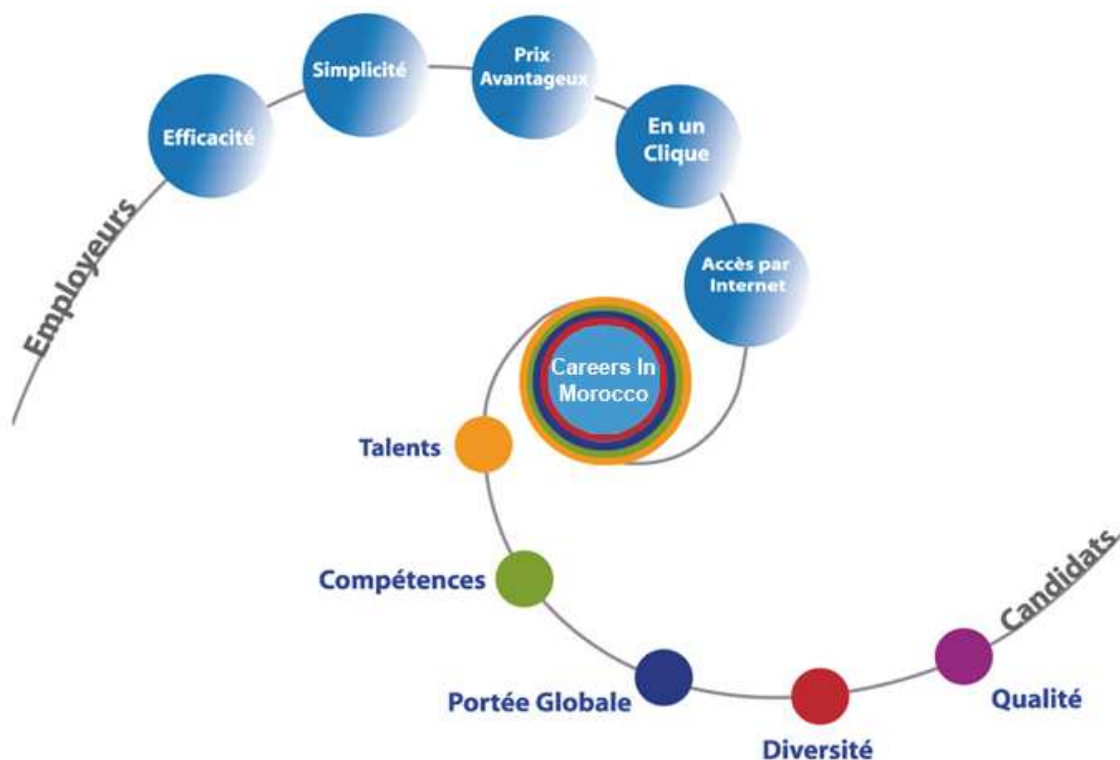 Employeurs
Efficacité
Simplicité
Prix
Avantageux
En un
Clique
Accès par
Internet
Careers In
Morocco
Talents
Compétences
Portée Globale
Diversité
Qualité
Candidats